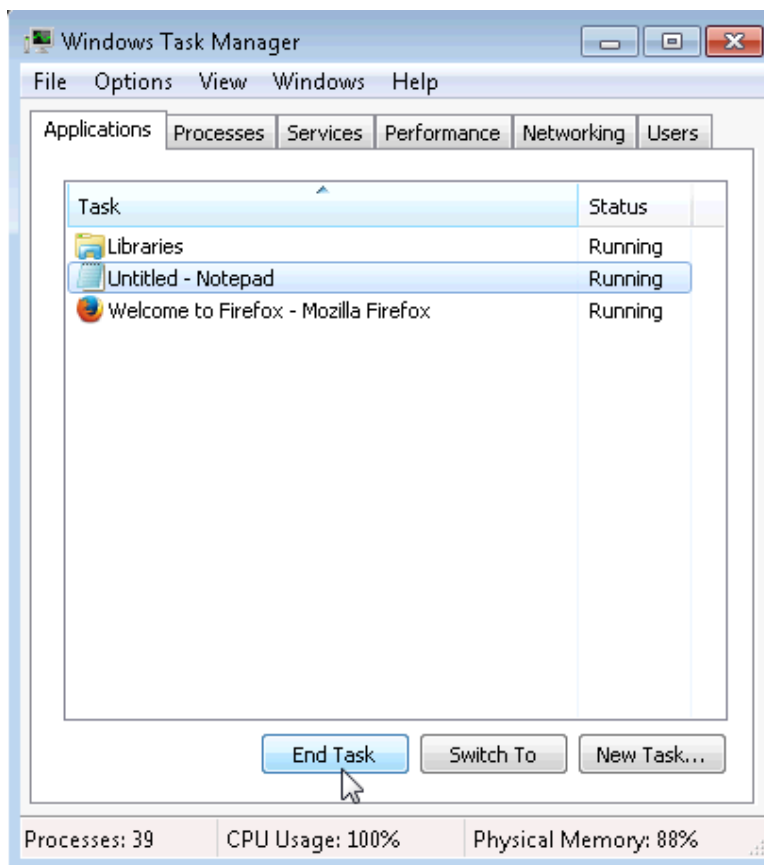 Windows Task Manager
File Options View Windows Help
Applications Processes Services Performance Networking Users
Task Status
Libraries Running
Untitled - Notepad Running
Welcome to Firefox - Mozilla Firefox Running
End Task Switch To New Task...
Processes: 39 CPU Usage: 100% Physical Memory: 88%